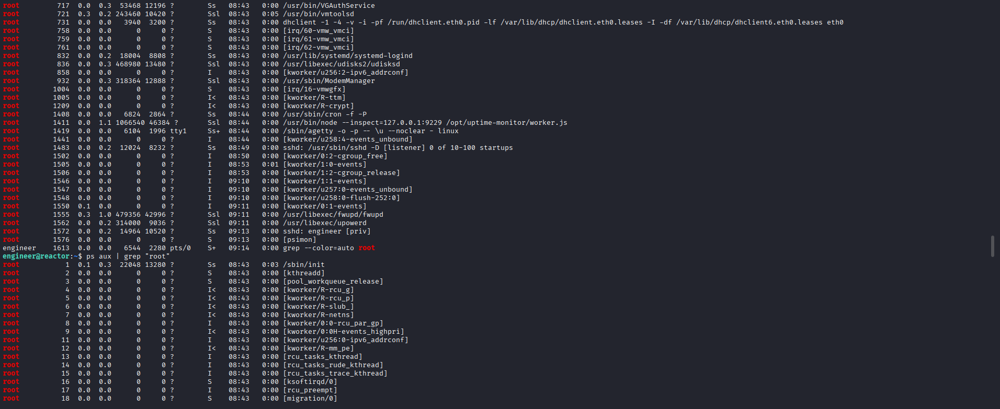 root         717  0.0  0.3  53468 12196 ?        Ss   08:43   0:00 /usr/bin/VGAuthService
root         721  0.3  0.2 243460 10420 ?        Ssl  08:43   0:05 /usr/bin/vmtoolsd
root         731  0.0  0.0   3940  3200 ?        Ss   08:43   0:00 dhclient -1 -4 -v -i -pf /run/dhclient.eth0.pid -lf /var/lib/dhcp/dhclient.eth0.leases -I -df /var/lib/dhcp/dhclient6.eth0.leases eth0
root         758  0.0  0.0      0     0 ?        S    08:43   0:00 [irq/60-vmw_vmci]
root         759  0.0  0.0      0     0 ?        S    08:43   0:00 [irq/61-vmw_vmci]
root         761  0.0  0.0      0     0 ?        S    08:43   0:00 [irq/62-vmw_vmci]
root         832  0.0  0.2  18004  8808 ?        Ss   08:43   0:00 /usr/lib/systemd/systemd-logind
root         836  0.0  0.3 468980 13480 ?        Ssl  08:43   0:00 /usr/libexec/udisks2/udisksd
root         858  0.0  0.0      0     0 ?        I    08:43   0:00 [kworker/u256:2-ipv6_addrconf]
root         932  0.0  0.3 318364 12888 ?        Ssl  08:43   0:00 /usr/sbin/ModemManager
root        1004  0.0  0.0      0     0 ?        S    08:43   0:00 [irq/16-vmwgfx]
root        1005  0.0  0.0      0     0 ?        I<   08:43   0:00 [kworker/R-ttm]
root        1209  0.0  0.0      0     0 ?        I<   08:43   0:00 [kworker/R-crypt]
root        1408  0.0  0.0   6824  2864 ?        Ss   08:44   0:00 /usr/sbin/cron -f -P
root        1411  0.0  1.1 1066540 46384 ?       Ssl  08:44   0:00 /usr/bin/node --inspect=127.0.0.1:9229 /opt/uptime-monitor/worker.js
root        1419  0.0  0.0   6104  1996 tty1     Ss+  08:44   0:00 /sbin/agetty -o -p -- \u --noclear - linux
root        1441  0.0  0.0      0     0 ?        I    08:44   0:00 [kworker/u258:4-events_unbound]
root        1483  0.0  0.2  12024  8232 ?        Ss   08:49   0:00 sshd: /usr/sbin/sshd -D [listener] 0 of 10-100 startups
root        1502  0.0  0.0      0     0 ?        I    08:50   0:00 [kworker/0:2-cgroup_free]
root        1505  0.0  0.0      0     0 ?        I    08:53   0:01 [kworker/1:0-events]
root        1506  0.0  0.0      0     0 ?        I    08:53   0:00 [kworker/1:2-cgroup_release]
root        1546  0.0  0.0      0     0 ?        I    09:10   0:00 [kworker/1:1-events]
root        1547  0.0  0.0      0     0 ?        I    09:10   0:00 [kworker/u257:0-events_unbound]
root        1548  0.0  0.0      0     0 ?        I    09:10   0:00 [kworker/u258:0-flush-252:0]
root        1550  0.1  0.0      0     0 ?        I    09:11   0:00 [kworker/0:1-events]
root        1555  0.3  1.0 479356 42996 ?        Ssl  09:11   0:00 /usr/libexec/fwupd/fwupd
root        1562  0.0  0.2 314000  9036 ?        Ssl  09:11   0:00 /usr/libexec/upowerd
root        1572  0.0  0.2  14964 10520 ?        Ss   09:13   0:00 sshd: engineer [priv]
root        1576  0.0  0.0      0     0 ?        S    09:13   0:00 [psimon]
engineer    1613  0.0  0.0   6544  2280 pts/0    S+   09:14   0:00 grep --color=auto root
engineer@reactor:~$ ps aux | grep "root"
root           1  0.1  0.3  22048 13280 ?        Ss   08:43   0:03 /sbin/init
root           2  0.0  0.0      0     0 ?        S    08:43   0:00 [kthreadd]
root           3  0.0  0.0      0     0 ?        S    08:43   0:00 [pool_workqueue_release]
root           4  0.0  0.0      0     0 ?        I<   08:43   0:00 [kworker/R-rcu_g]
root           5  0.0  0.0      0     0 ?        I<   08:43   0:00 [kworker/R-rcu_p]
root           6  0.0  0.0      0     0 ?        I<   08:43   0:00 [kworker/R-slub_]
root           7  0.0  0.0      0     0 ?        I<   08:43   0:00 [kworker/R-netns]
root           8  0.0  0.0      0     0 ?        I    08:43   0:00 [kworker/0:0-rcu_par_gp]
root           9  0.0  0.0      0     0 ?        I<   08:43   0:00 [kworker/0:0H-events_highpri]
root          11  0.0  0.0      0     0 ?        I    08:43   0:00 [kworker/u256:0-ipv6_addrconf]
root          12  0.0  0.0      0     0 ?        I<   08:43   0:00 [kworker/R-mm_pe]
root          13  0.0  0.0      0     0 ?        I    08:43   0:00 [rcu_tasks_kthread]
root          14  0.0  0.0      0     0 ?        I    08:43   0:00 [rcu_tasks_rude_kthread]
root          15  0.0  0.0      0     0 ?        I    08:43   0:00 [rcu_tasks_trace_kthread]
root          16  0.0  0.0      0     0 ?        S    08:43   0:00 [ksoftirqd/0]
root          17  0.0  0.0      0     0 ?        I    08:43   0:00 [rcu_preempt]
root          18  0.0  0.0      0     0 ?        S    08:43   0:00 [migration/0]